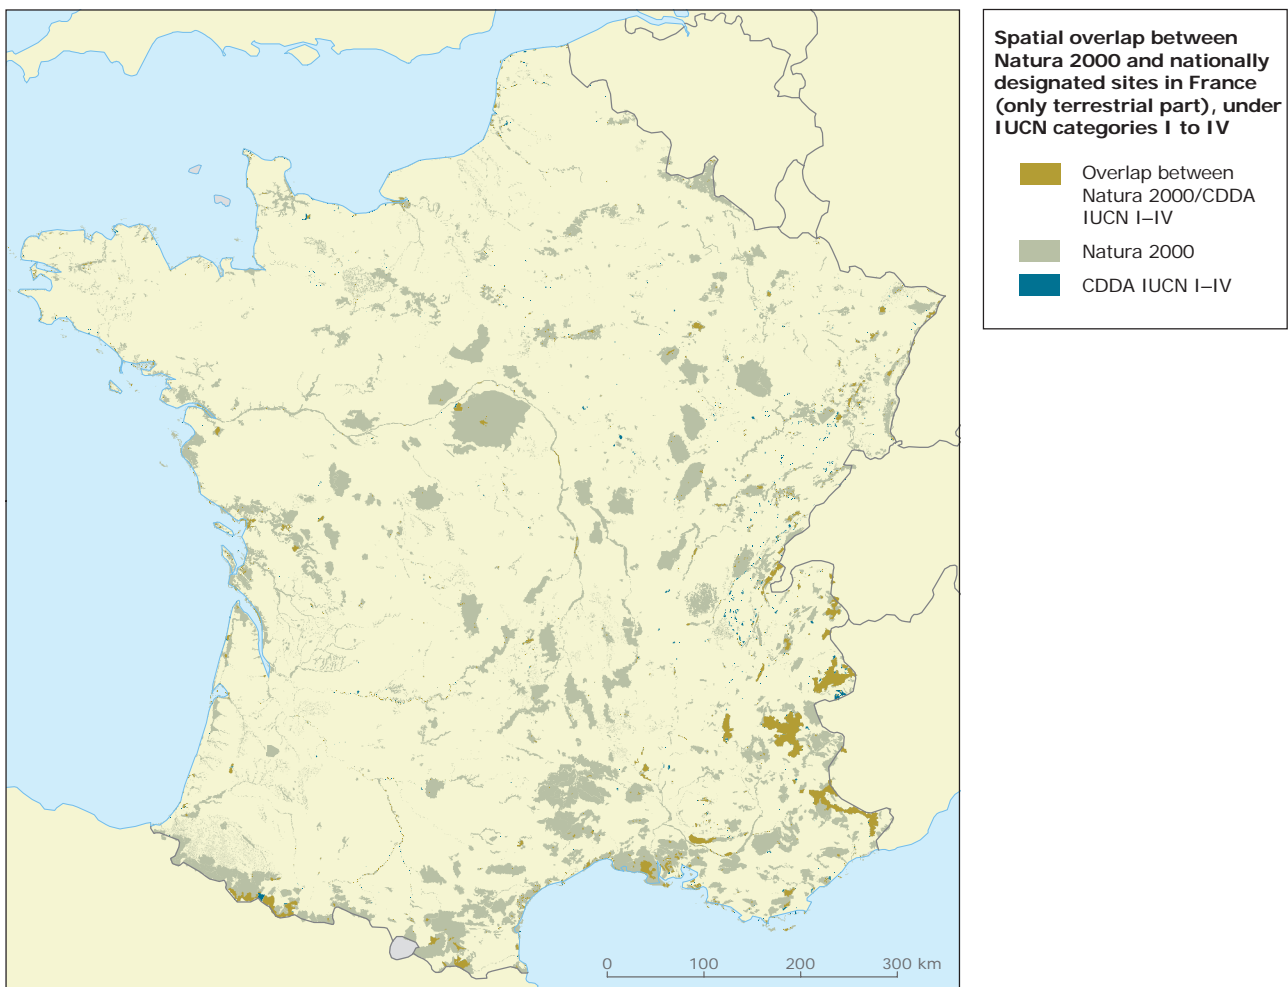 Spatial overlap between
Natura 2000 and nationally
designated sites in France
(only terrestrial part), under
IUCN categories I to IV
Overlap between
Natura 2000/CDDA
IUCN I–IV
Natura 2000
CDDA IUCN I–IV
0 100 200 300 km